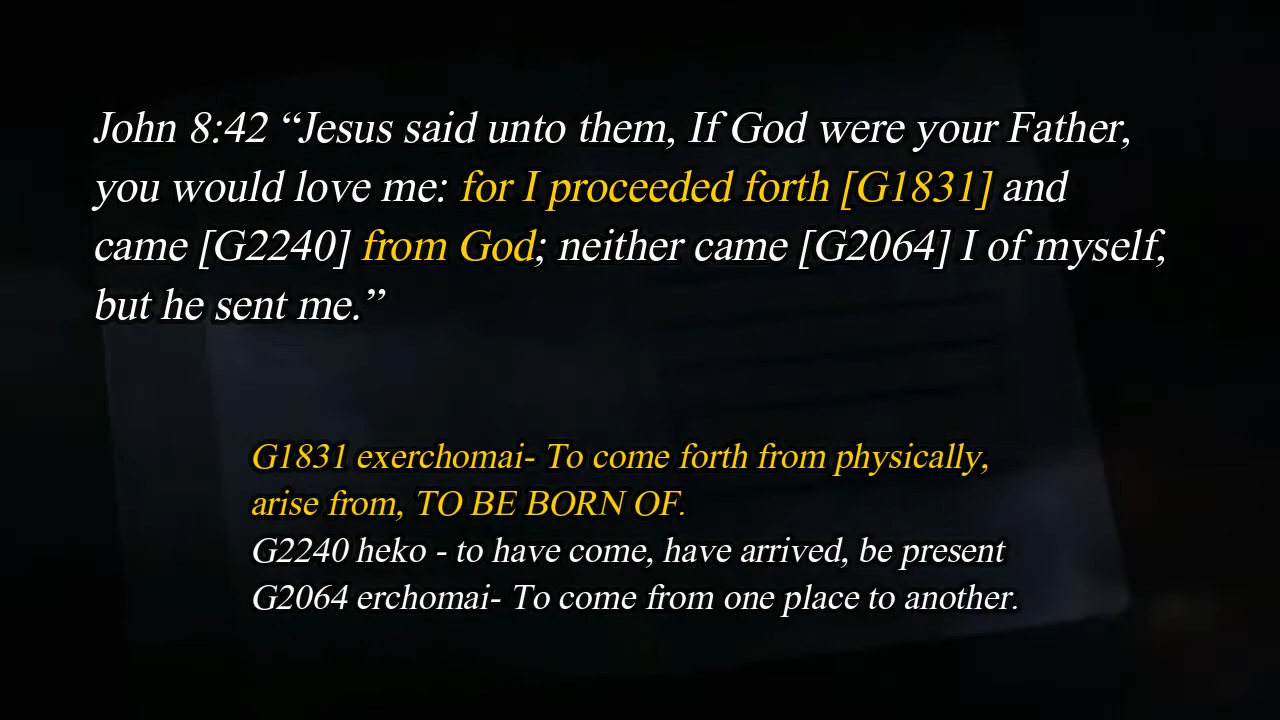 John 8:42 “Jesus said unto them, If God were your Father,
you would love me: for I proceeded forth [G1831] and
came [G2240] from God; neither came [G2064] I of myself,
but he sent me.”
G1831 exerchomai- To come forth from physically,
arise from, TO BE BORN OF.
G2240 heko - to have come, have arrived, be present
G2064 erchomai- To come from one place to another.